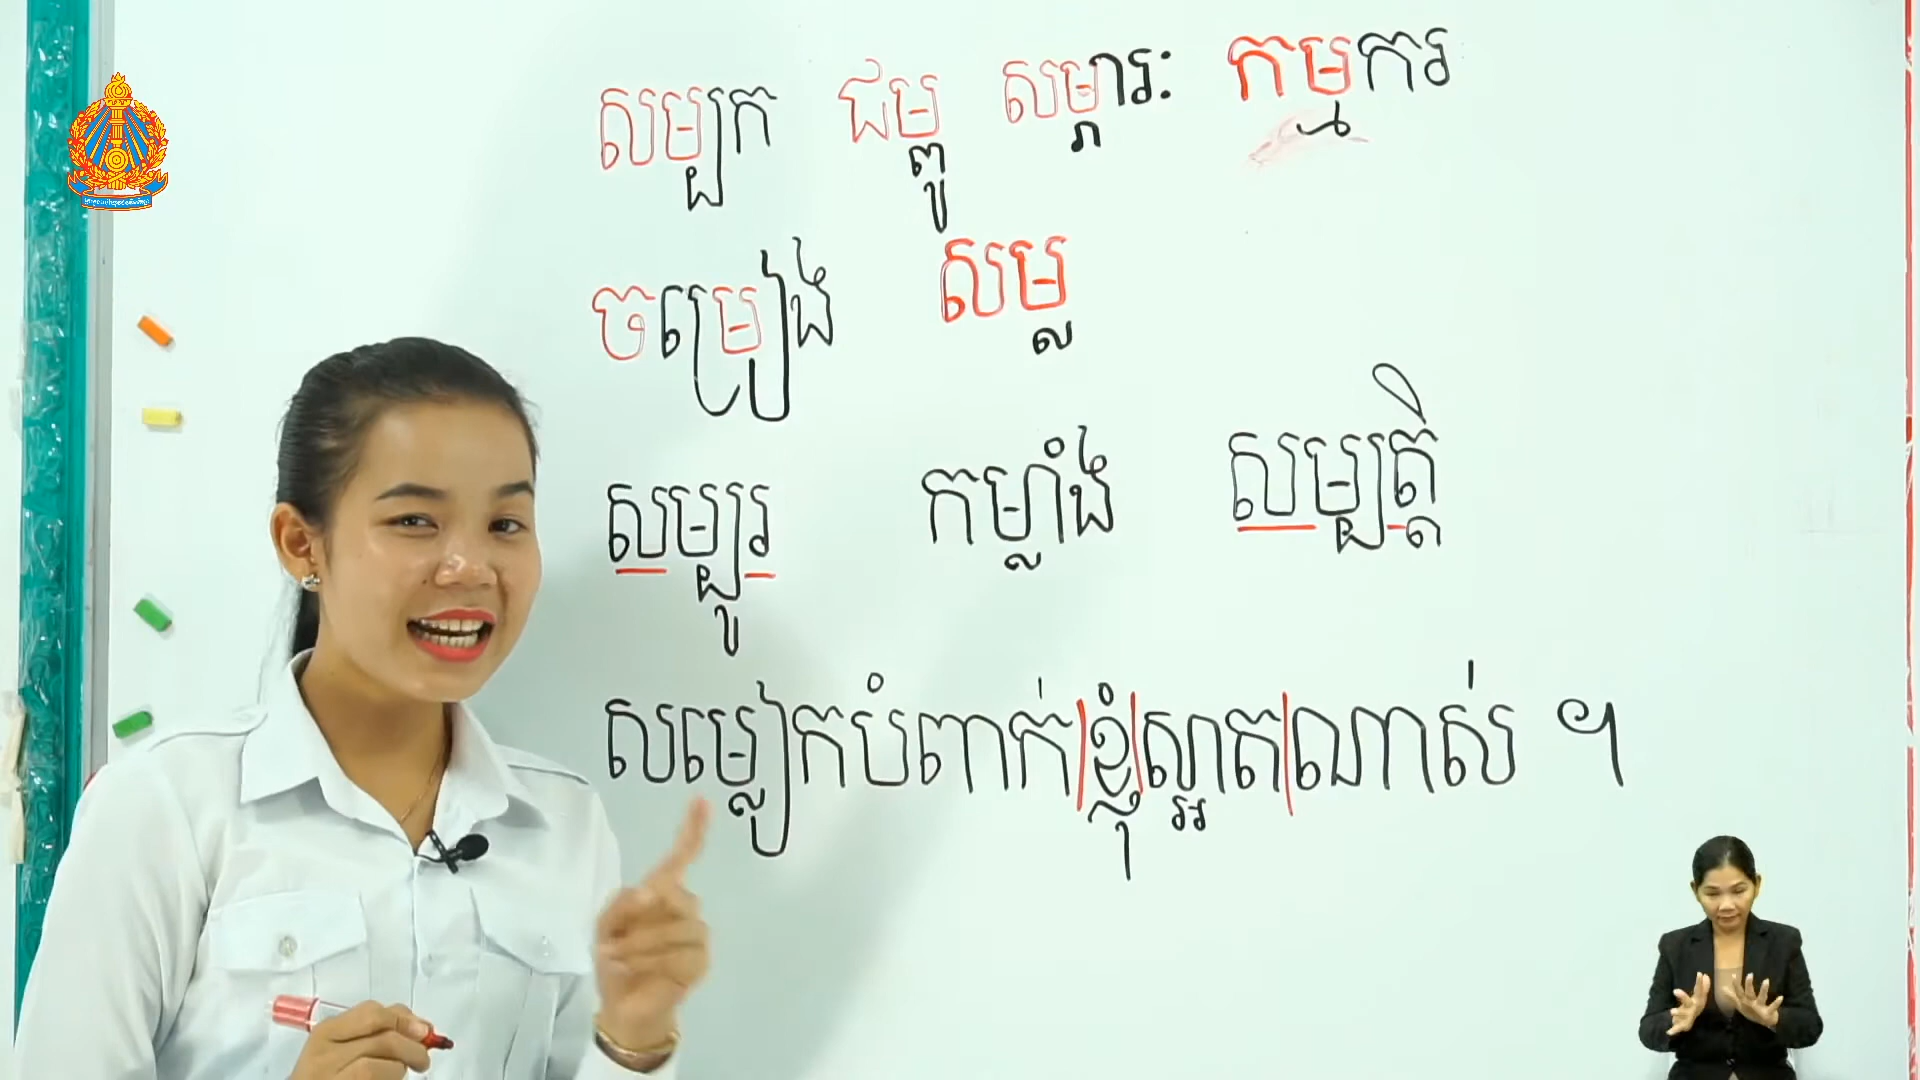 សម្បក ជម្ពូ សម្ភារៈ កម្មករ
ចម្រៀង សម្ល
សម្បូរ កម្លាំង សម្បត្តិ
សម្លៀកបំពាក់/ខ្ញុំ/ស្អាត/ណាស់ ។